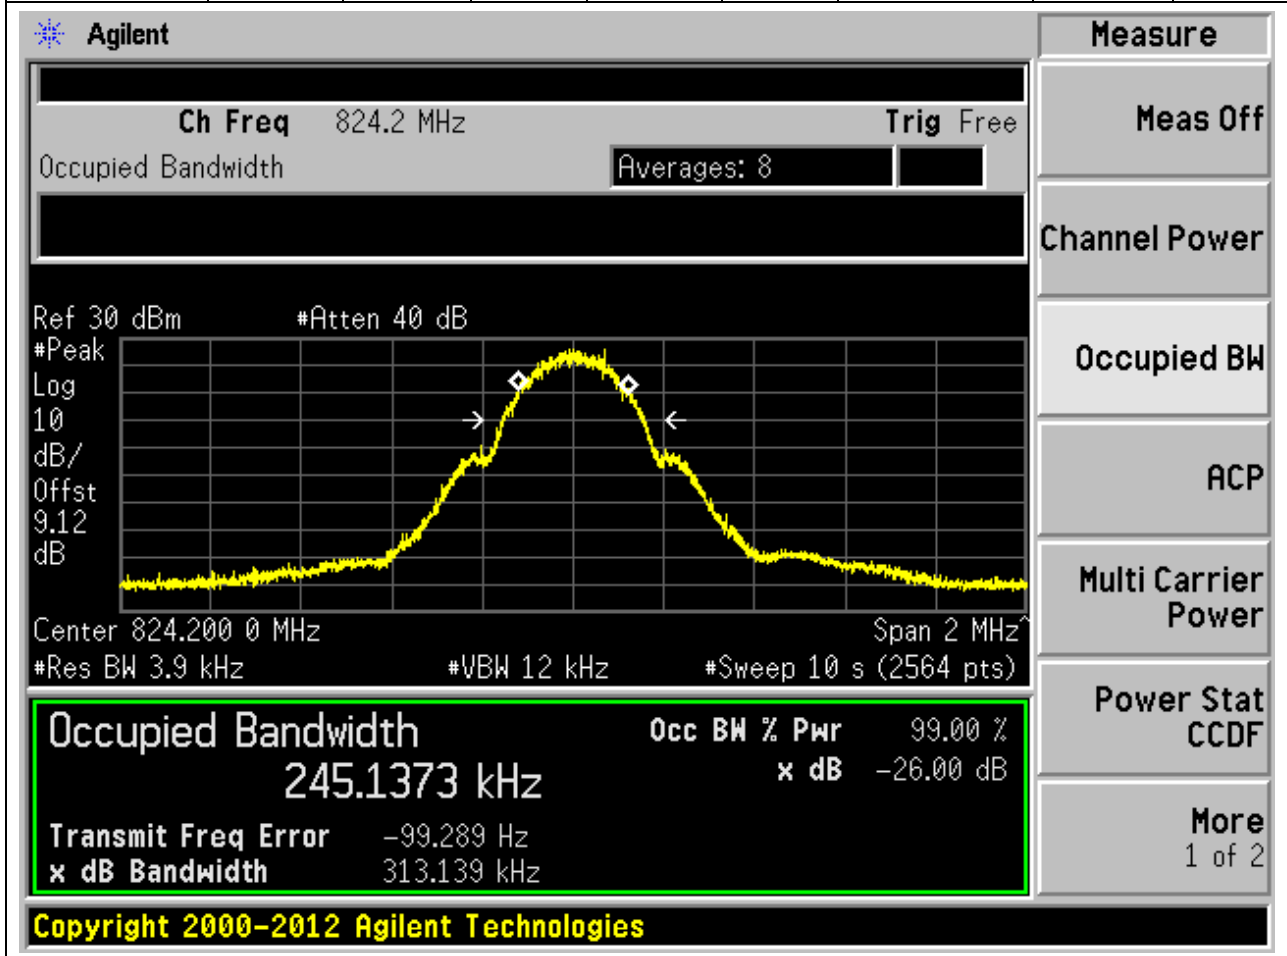 Agilent
Measure
Ch Freq 824.2 MHz Trig Free
Occupied Bandwidth Averages: 8
Meas Off
Channel Power
Occupied BW
ACP
Multi Carrier
Power
Power Stat
CCDF
More
1 of 2
Ref 30 dBm #Atten 40 dB
#Peak
Log
10
dB/
Offst
9.12
dB
Center 824.200 0 MHz Span 2 MHz^
#Res BW 3.9 kHz #VBW 12 kHz #Sweep 10 s (2564 pts)
Occupied Bandwidth Occ BW % Pwr 99.00 %
245.1373 kHz x dB -26.00 dB
Transmit Freq Error -99.289 Hz
x dB Bandwidth 313.139 kHz
Copyright 2000-2012 Agilent Technologies